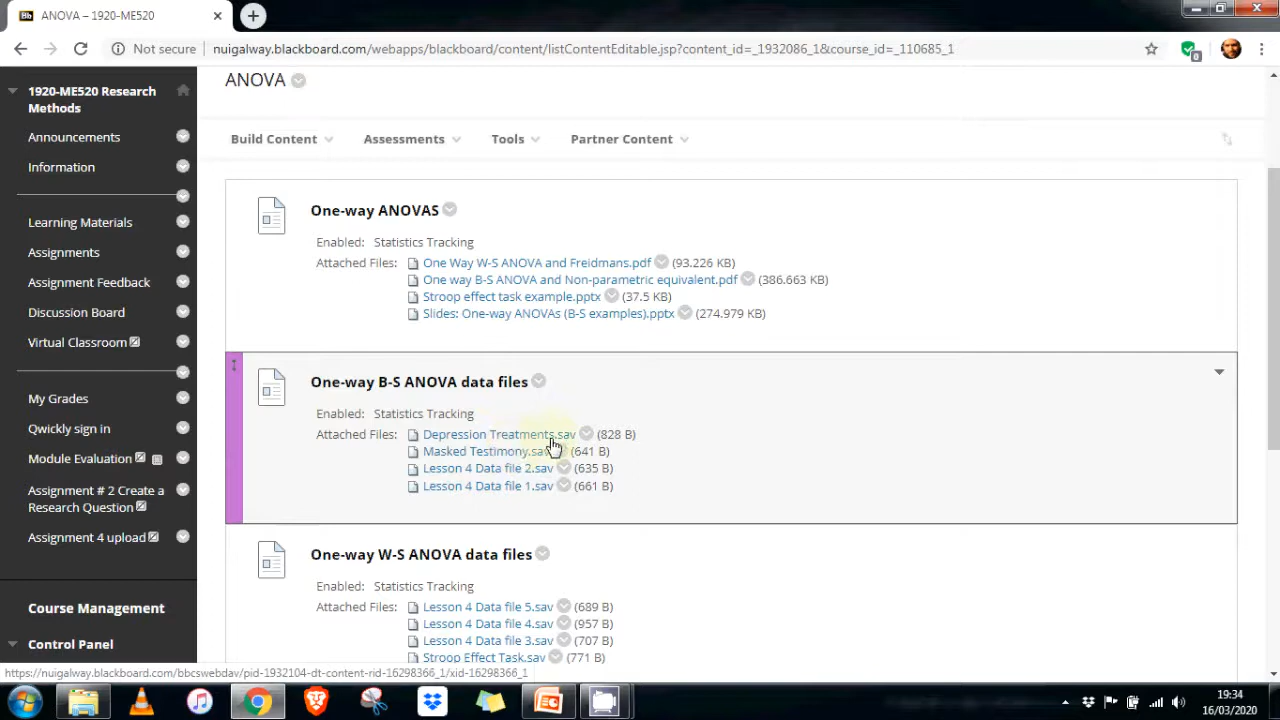 Bb ANOVA – 1920-ME520
Not secure nuigalway.blackboard.com/webapps/blackboard/content/listContentEditable.jsp?content_id=_1932086_1&course_id=_110685_1
0
1920-ME520 Research
Methods
Announcements
Information
Learning Materials
Assignments
Assignment Feedback
Discussion Board
Virtual Classroom
My Grades
Qwickly sign in
Module Evaluation
Assignment # 2 Create a
Research Question
Assignment 4 upload
Course Management
Control Panel
ANOVA
Build Content Assessments Tools Partner Content
One-way ANOVAS
Enabled: Statistics Tracking
Attached Files: One Way W-S ANOVA and Freidmans.pdf (93.226 KB)
One way B-S ANOVA and Non-parametric equivalent.pdf (386.663 KB)
Stroop effect task example.pptx (37.5 KB)
Slides: One-way ANOVAs (B-S examples).pptx (274.979 KB)
One-way B-S ANOVA data files
Enabled: Statistics Tracking
Attached Files: Depression Treatments.sav (828 B)
Masked Testimony.sav (641 B)
Lesson 4 Data file 2.sav (635 B)
Lesson 4 Data file 1.sav (661 B)
One-way W-S ANOVA data files
Enabled: Statistics Tracking
Attached Files: Lesson 4 Data file 5.sav (689 B)
Lesson 4 Data file 4.sav (957 B)
Lesson 4 Data file 3.sav (707 B)
Stroop Effect Task.sav (771 B)
https://nuigalway.blackboard.com/bbcswebdav/pid-1932104-dt-content-rid-16298366_1/xid-16298366_1
19:34
16/03/2020